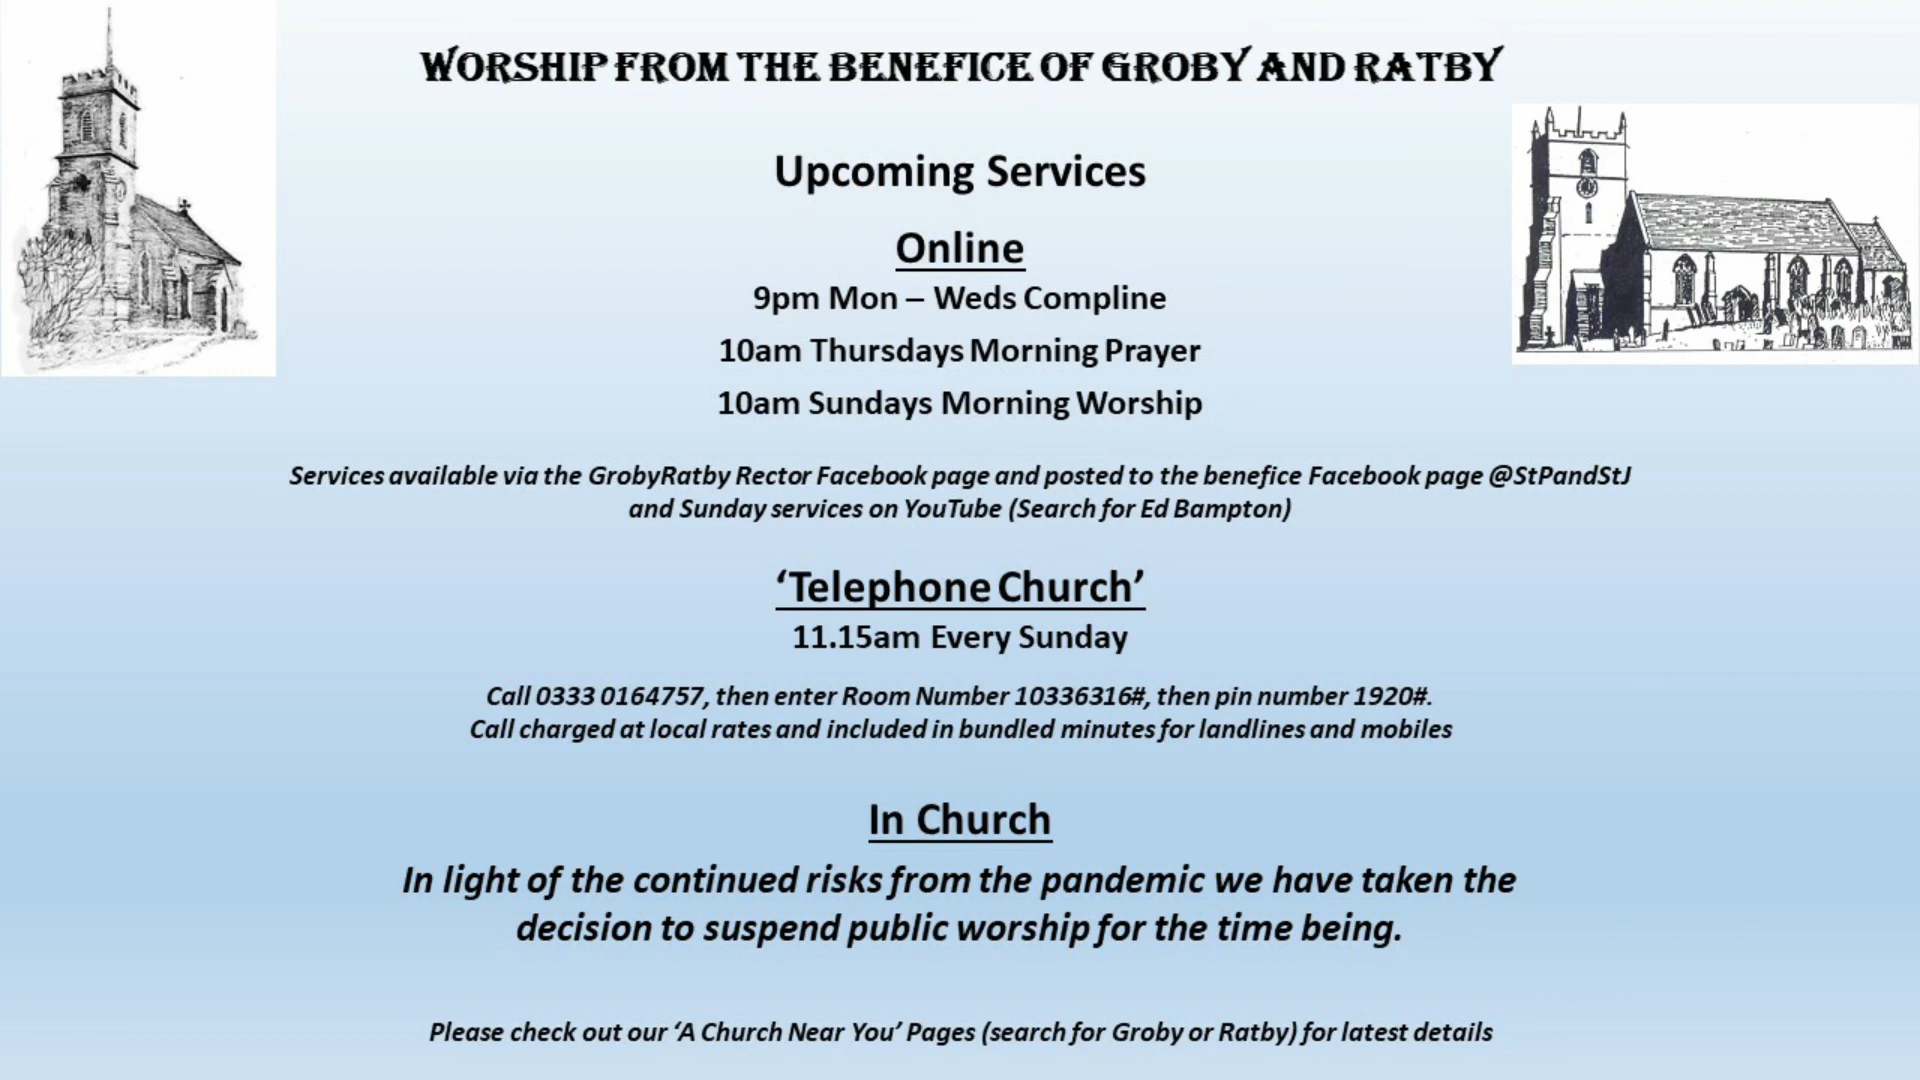 WORSHIP FROM THE BENEFICE OF GROBY AND RATBY
Upcoming Services
Online
9pm Mon – Weds Compline
10am Thursdays Morning Prayer
10am Sundays Morning Worship
Services available via the GrobyRatby Rector Facebook page and posted to the benefice Facebook page @StPandStJ
and Sunday services on YouTube (Search for Ed Bampton)
‘Telephone Church’
11.15am Every Sunday
Call 0333 0164757, then enter Room Number 10336316#, then pin number 1920#.
Call charged at local rates and included in bundled minutes for landlines and mobiles
In Church
In light of the continued risks from the pandemic we have taken the
decision to suspend public worship for the time being.
Please check out our ‘A Church Near You’ Pages (search for Groby or Ratby) for latest details